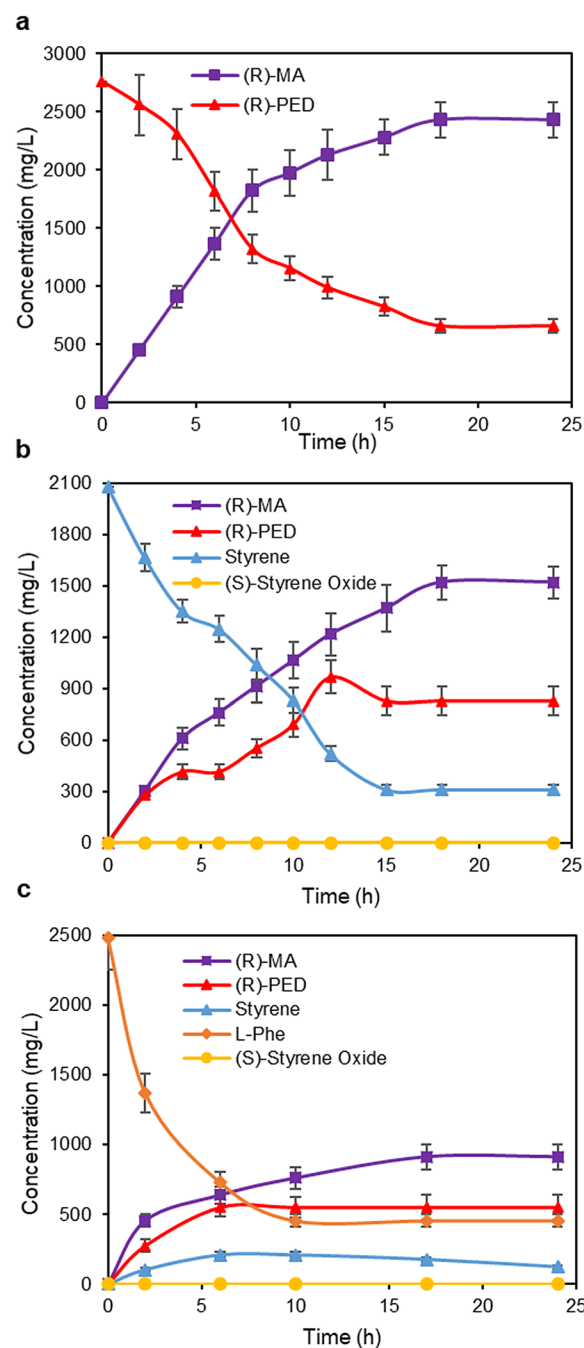 a
3000
2500
2000
1500
1000
500
0
Concentration (mg/L)
(R)-MA
(R)-PED
0 5 10 15 20 25
Time (h)
b
2100
1800
1500
1200
900
600
300
0
Concentration (mg/L)
(R)-MA
(R)-PED
Styrene
(S)-Styrene Oxide
0 5 10 15 20 25
Time (h)
c
2500
2000
1500
1000
500
0
Concentration (mg/L)
(R)-MA
(R)-PED
Styrene
L-Phe
(S)-Styrene Oxide
0 5 10 15 20 25
Time (h)